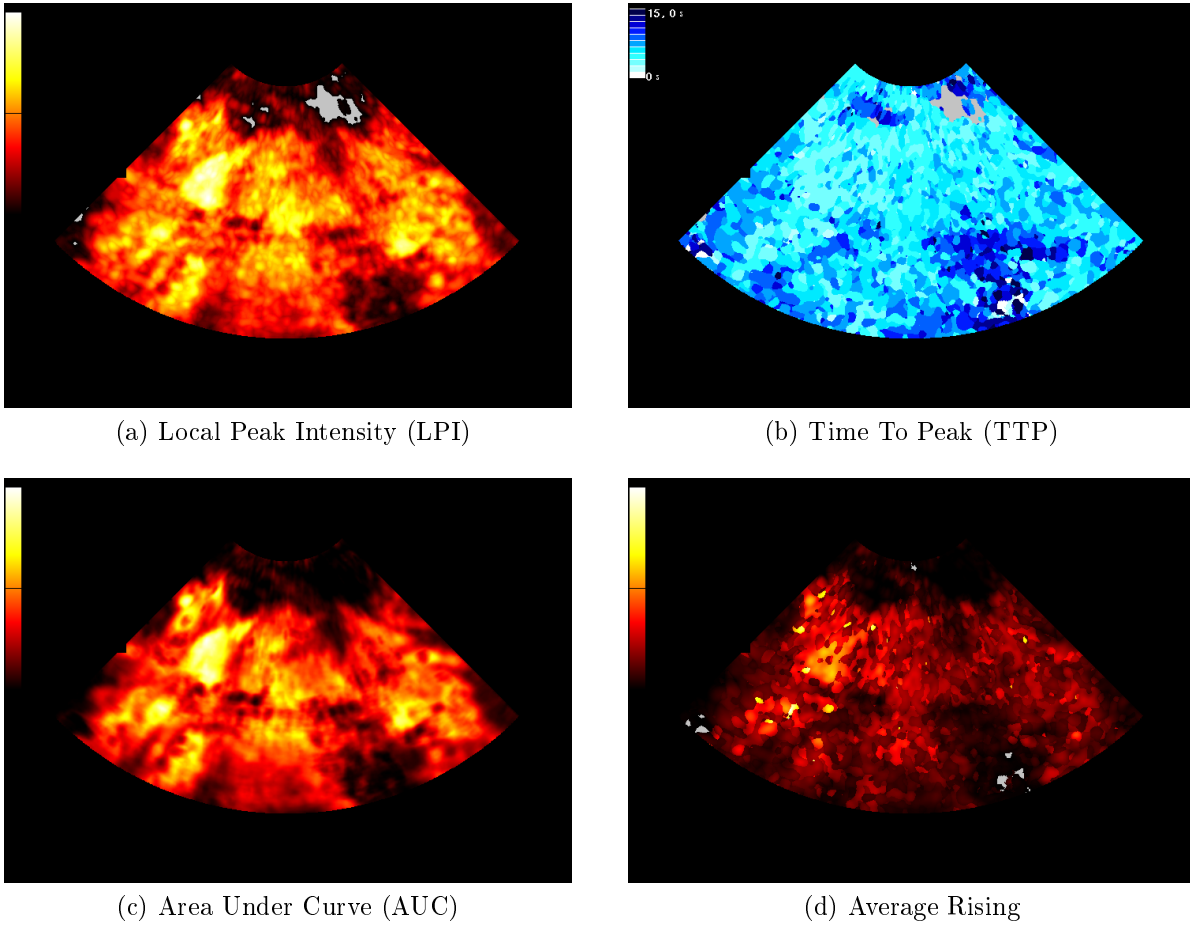 15,0 s
0 s
(a) Local Peak Intensity (LPI)
(b) Time To Peak (TTP)
(c) Area Under Curve (AUC)
(d) Average Rising